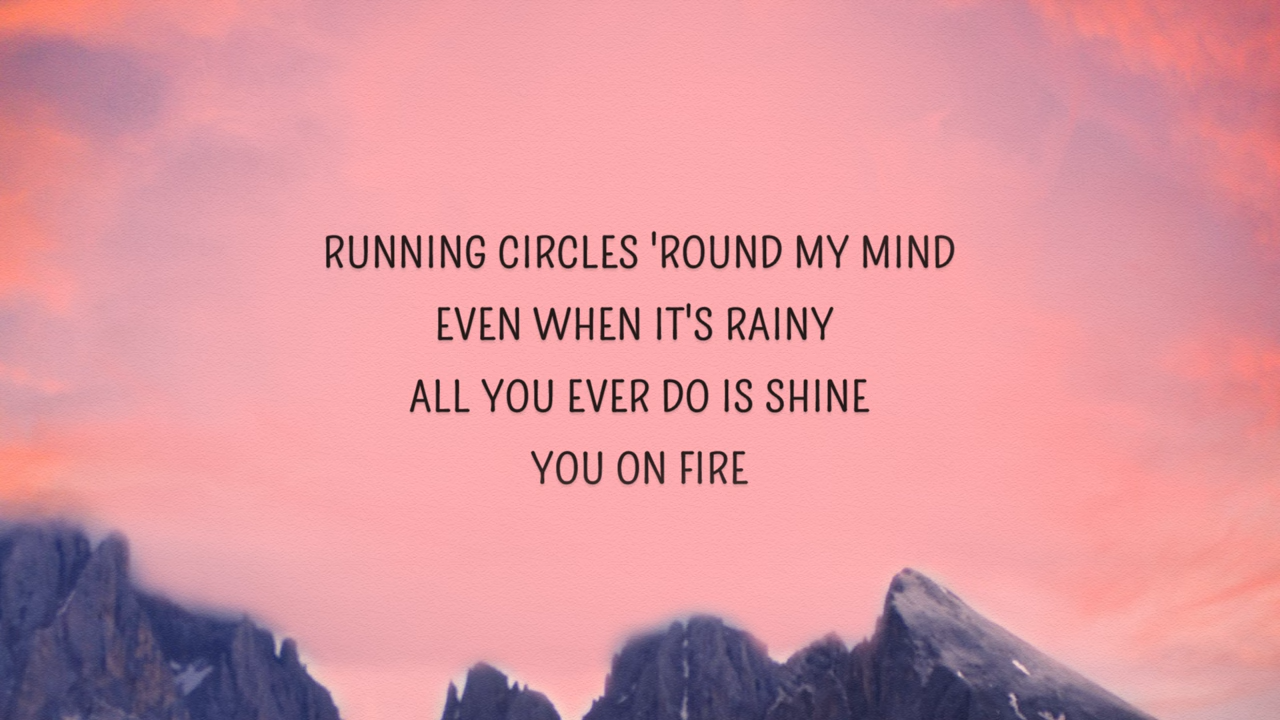 RUNNING CIRCLES 'ROUND MY MIND
EVEN WHEN IT'S RAINY
ALL YOU EVER DO IS SHINE
YOU ON FIRE